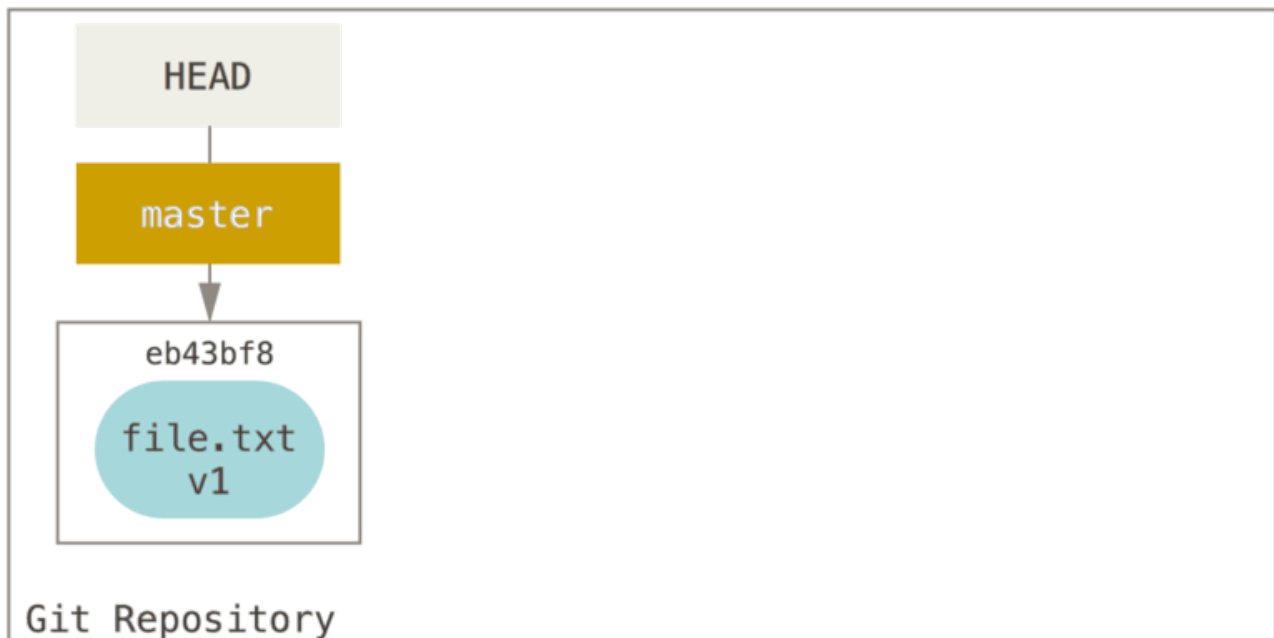 HEAD
master
eb43bf8
file.txt
v1
Git Repository